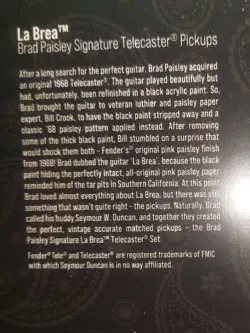 La Brea™
Brad Paisley Signature Telecaster® Pickups
After a long search for the perfect guitar, Brad Paisley acquired
an original 1968 Telecaster®. The guitar played beautifully but
had, unfortunately, been refinished in a black acrylic paint. So,
Brad brought the guitar to veteran luthier and paisley paper
expert, Bill Crook, to have the black paint stripped away and a
classic '68 paisley pattern applied instead. After removing
some of the thick black paint, Bill stumbled on a surprise that
would shock them both - Fender's® original pink paisley finish
from 1968! Brad dubbed the guitar 'La Brea', because the black
paint hiding the perfectly intact, all-original pink paisley paper
reminded him of the tar pits in Southern California. At this point
Brad loved almost everything about La Brea, but there was still
something that wasn't quite right - the pickups. Naturally, Brad
called his buddy Seymour W. Duncan, and together they created
the perfect, vintage accurate matched pickups - the Brad
Paisley Signature La Brea™ Telecaster® Set.
Fender® Tele® and Telecaster® are registered trademarks of FMIC
with which Seymour Duncan is in no way affiliated.